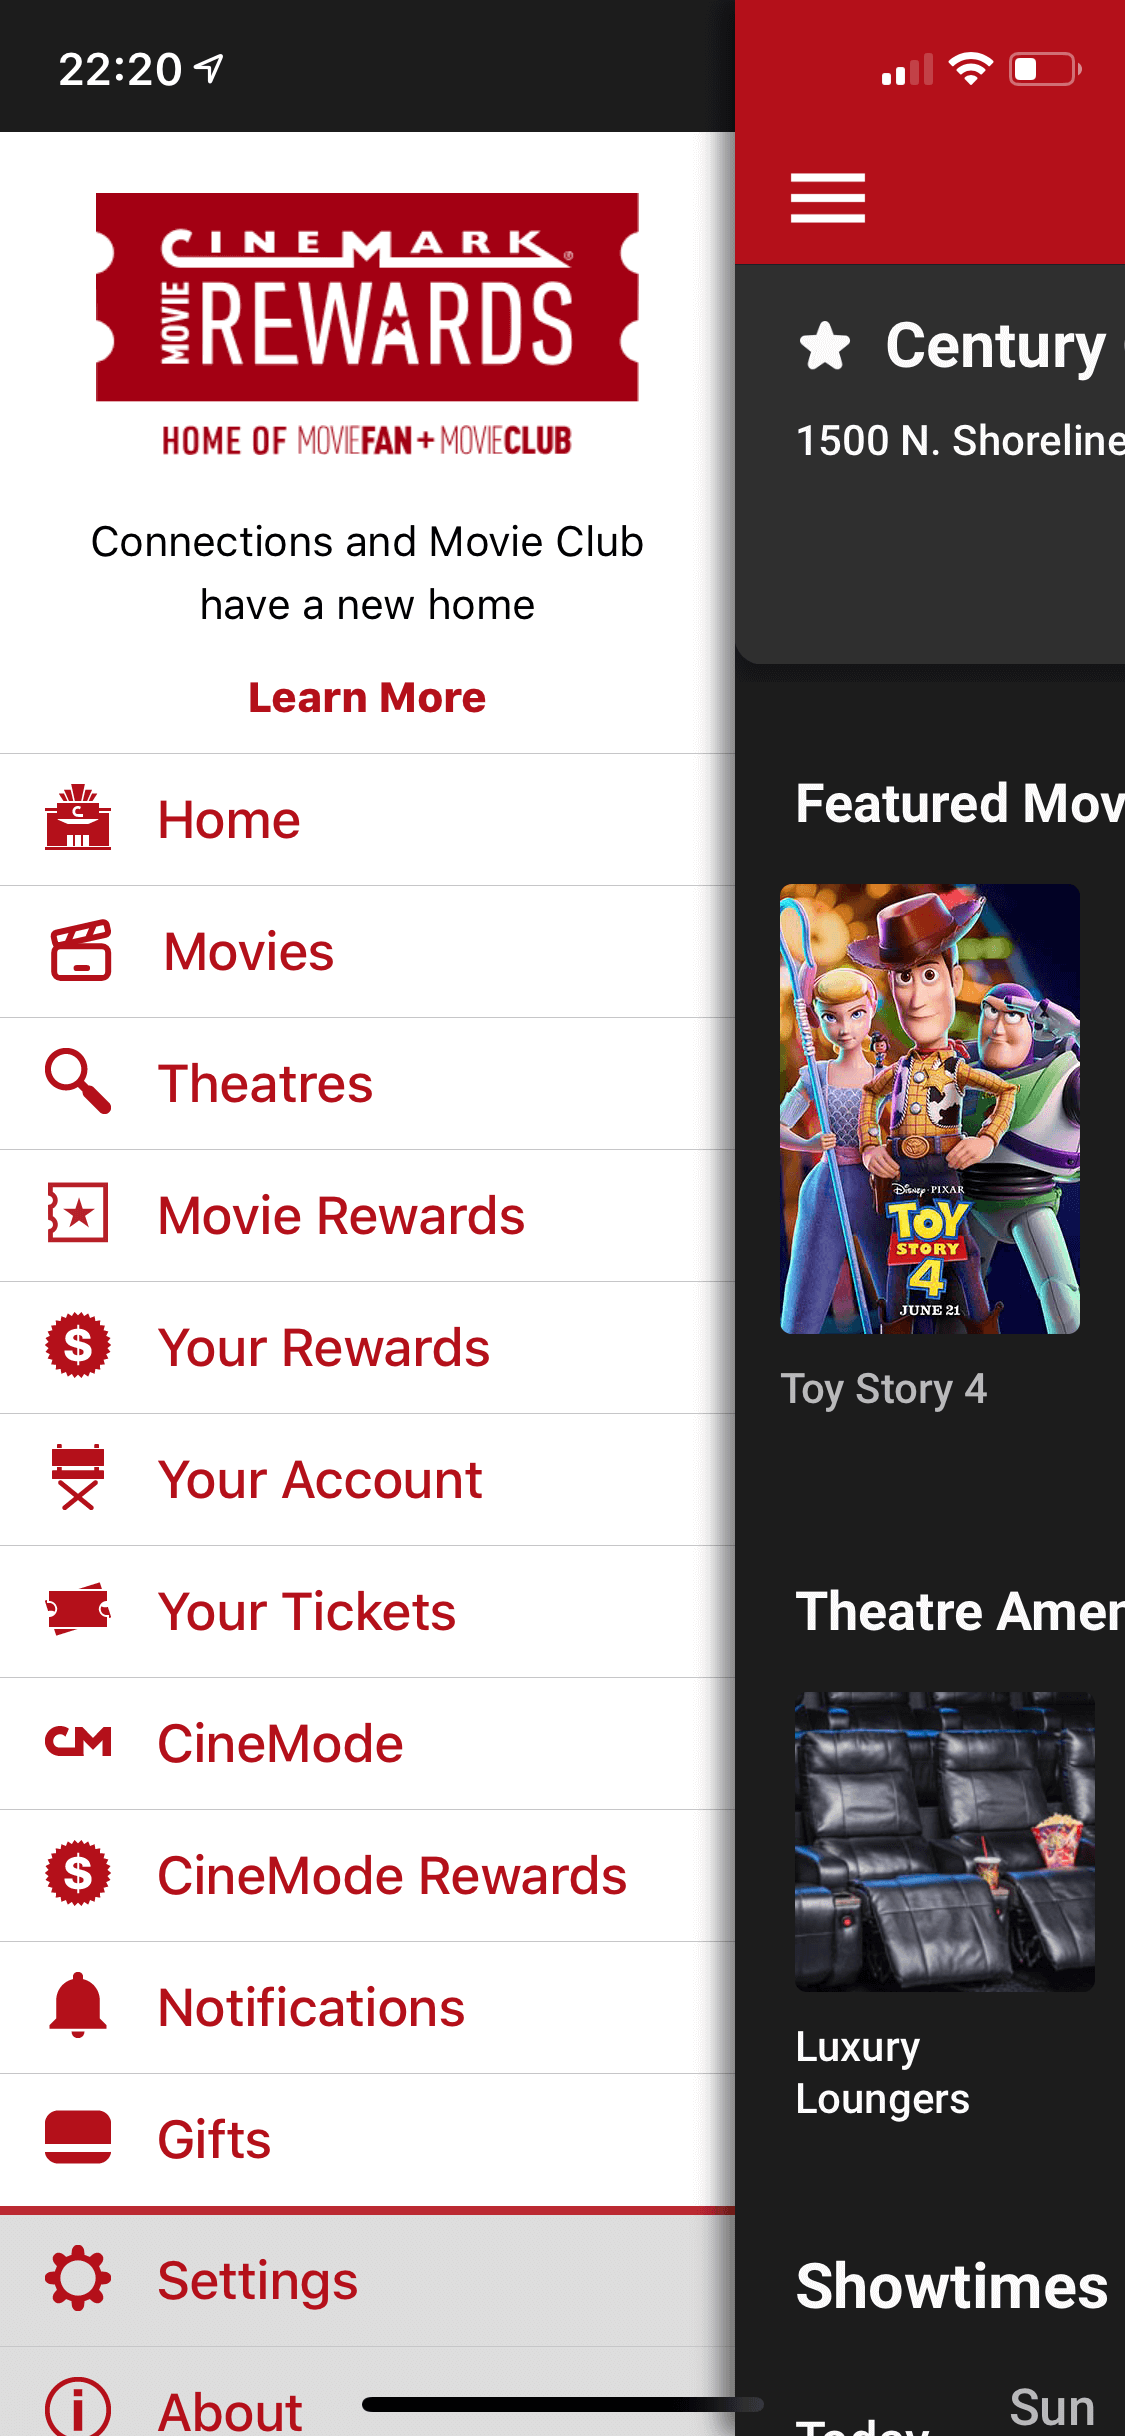 22:20
CINEMARK®
MOVIE REWARDS
HOME OF MOVIEFAN + MOVIECLUB
Connections and Movie Club
have a new home
Learn More
Home
Movies
Theatres
Movie Rewards
Your Rewards
Your Account
Your Tickets
CM CineMode
CineMode Rewards
Notifications
Gifts
Settings
About
Century
1500 N. Shoreline
Featured Mov
DISNEY · PIXAR
TOY
STORY
4
JUNE 21
Toy Story 4
Theatre Amen
Luxury
Loungers
Showtimes
Today
Sun